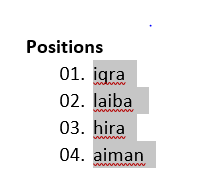 Positions
01. iqra
02. laiba
03. hira
04. aiman